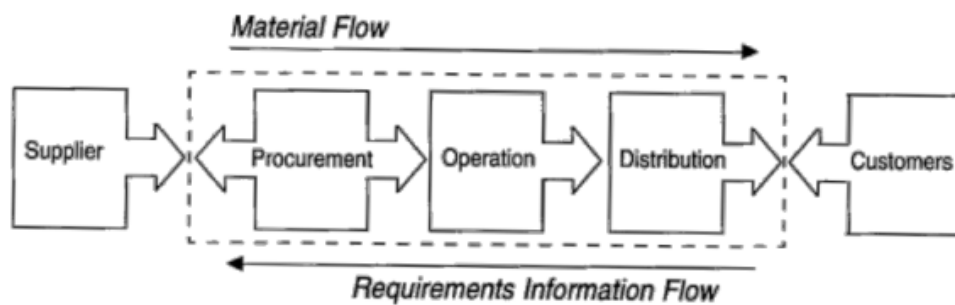 Material Flow
Supplier
Procurement
Operation
Distribution
Customers
Requirements Information Flow